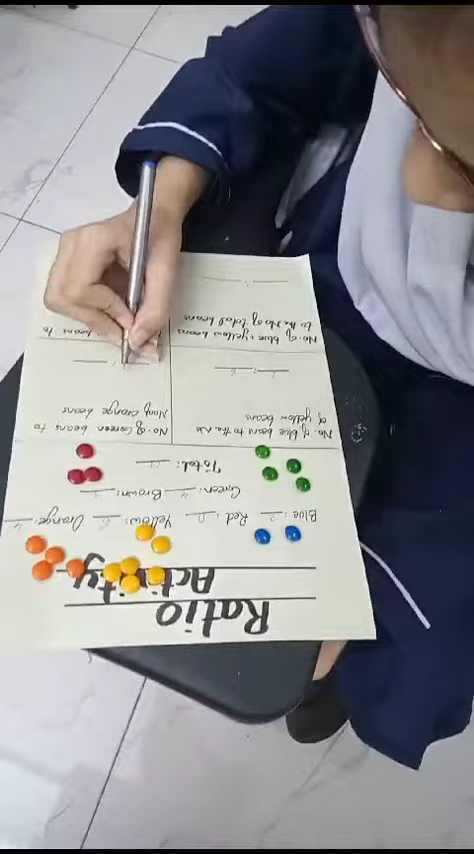 Ratio
Activity
Blue: 2 Red: Yellow: Orange:
Green: Brown:
Total:
No. of blue beans to the no of yellow beans
No. of Green beans to No of orange beans
No. of blue + yellow beans to the No of total beans
beans to